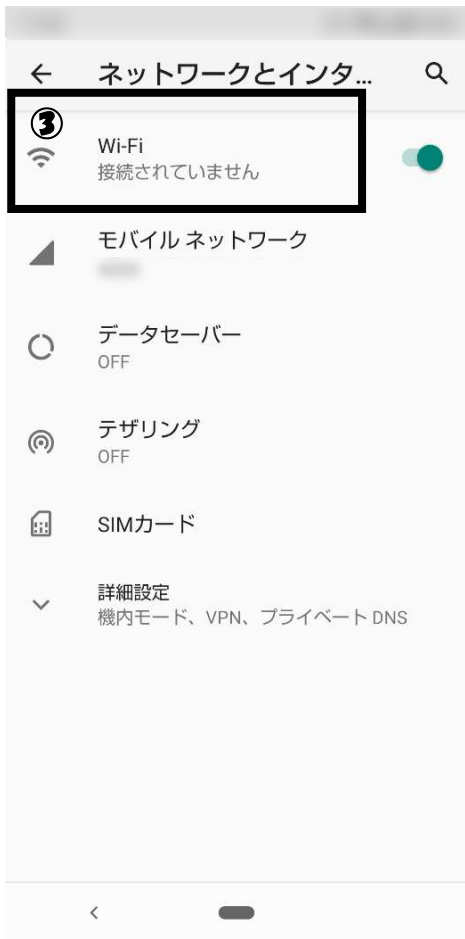 ネットワークとインタ...
③
Wi-Fi
接続されていません
モバイル ネットワーク
データセーバー
OFF
テザリング
OFF
SIMカード
詳細設定
機内モード、VPN、プライベート DNS